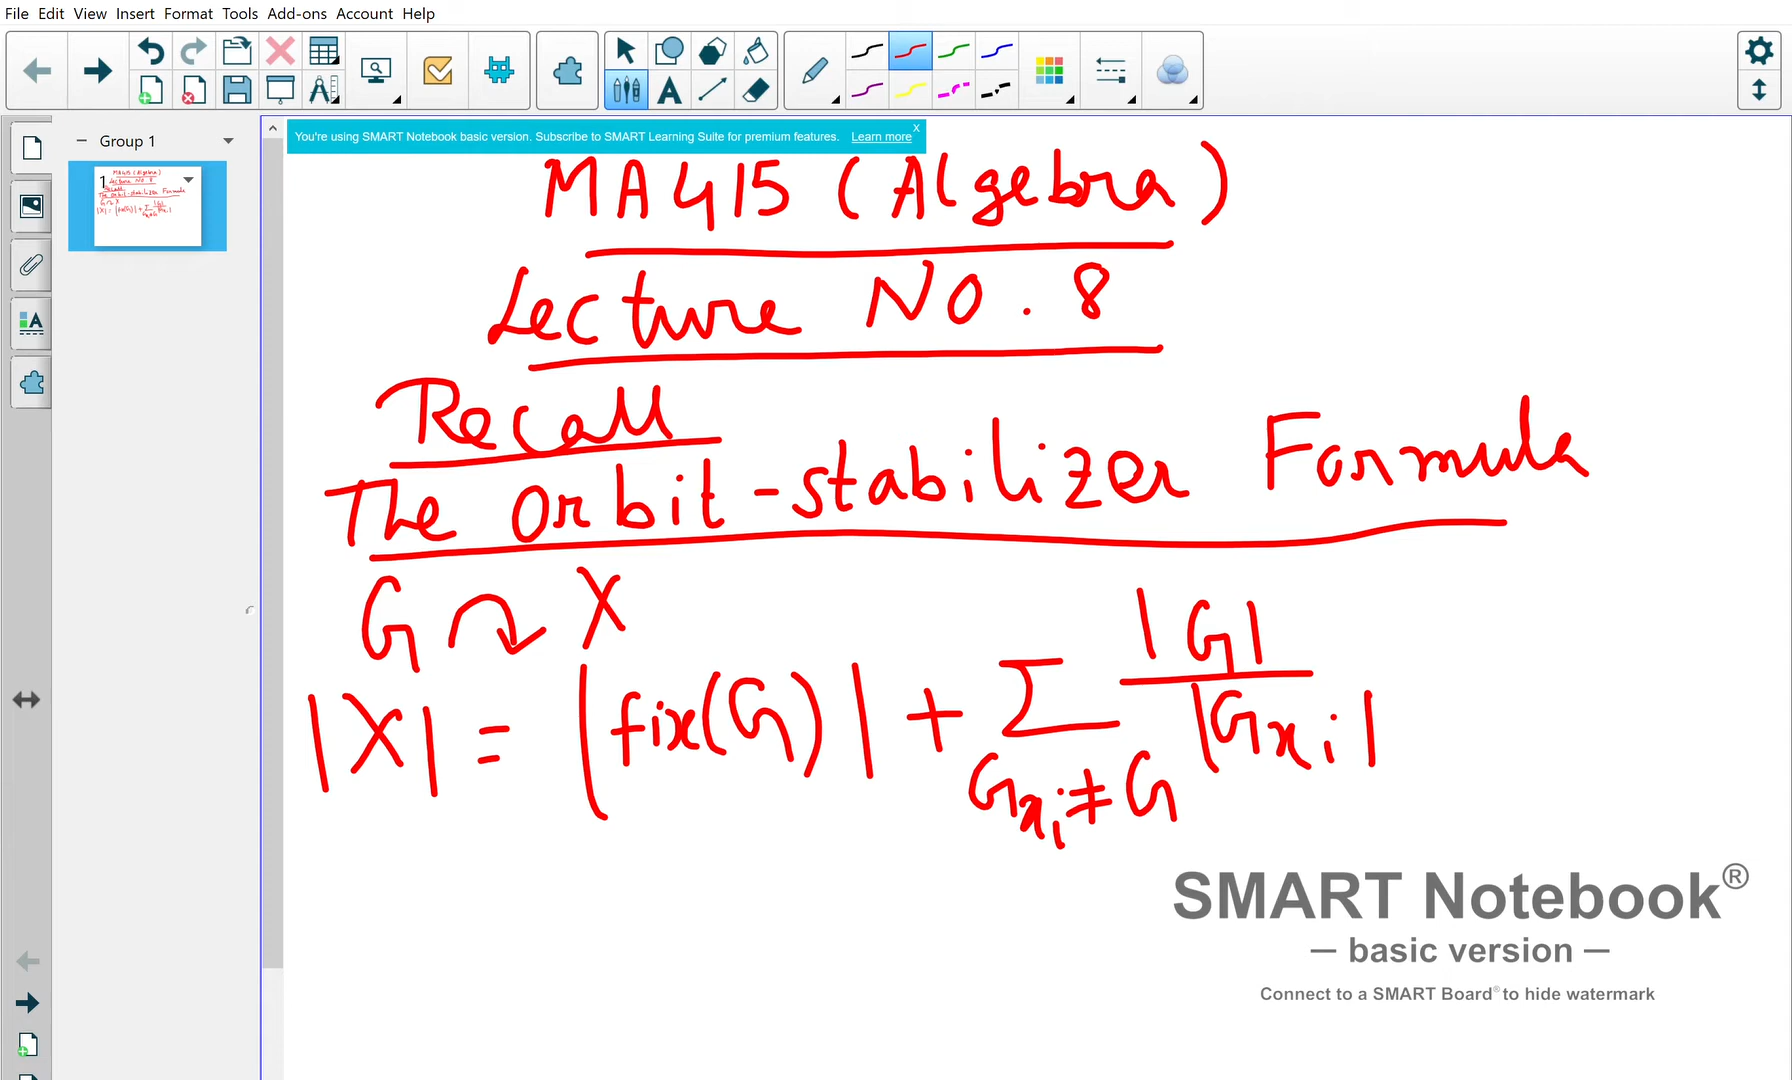 File Edit View Insert Format Tools Add-ons Account Help
Group 1
You're using SMART Notebook basic version. Subscribe to SMART Learning Suite for premium features. Learn more X
1
MA415 (Algebra)
Lecture No. 8
Recall
The Orbit-stabilizer Formula
G ↷ X
|X| = |fix(G)| + Σ_{G_{x_i} ≠ G} |G| / |G_{x_i}|
SMART Notebook®
— basic version —
Connect to a SMART Board® to hide watermark